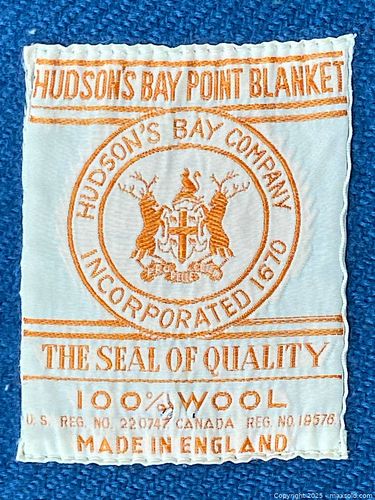 HUDSON'S BAY POINT BLANKET
HUDSON'S BAY COMPANY
INCORPORATED 1670
THE SEAL OF QUALITY
100% WOOL
U.S. REG. NO. 220747 CANADA REG. NO. 19576
MADE IN ENGLAND
Copyright©2025 - maxsold.com